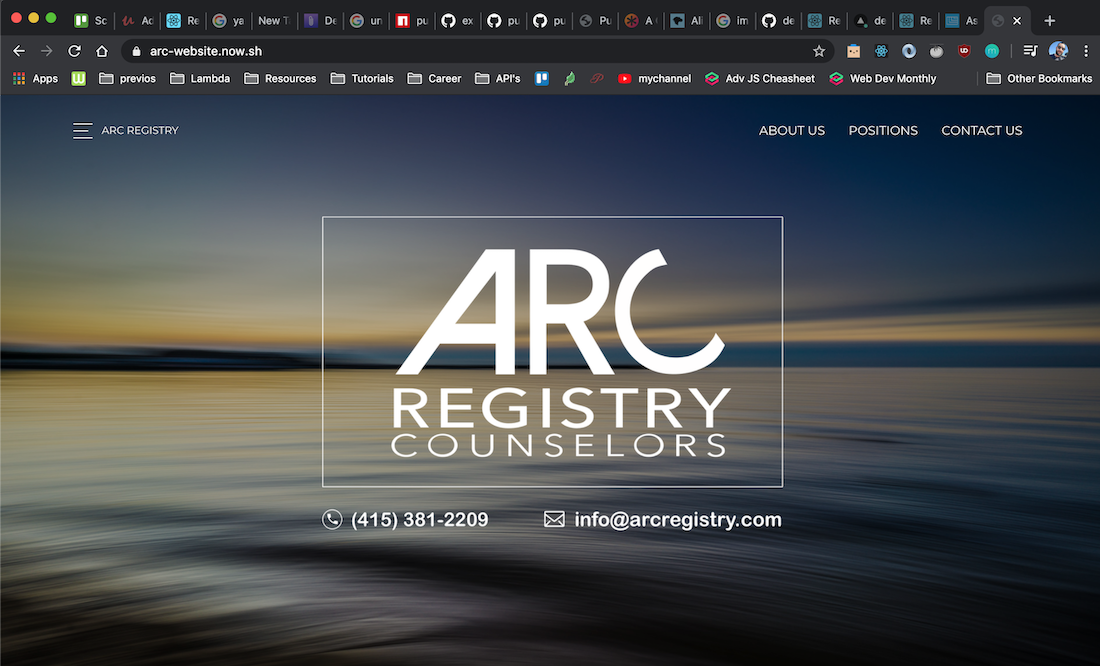 Sc
Ad
Re
ya
New T
De
un
pu
ex
pu
pu
Pu
A
Ali
im
de
Re
de
Re
As
arc-website.now.sh
Apps
previos
Lambda
Resources
Tutorials
Career
API's
mychannel
Adv JS Cheasheet
Web Dev Monthly
Other Bookmarks
ARC REGISTRY
ABOUT US
POSITIONS
CONTACT US
ARC
REGISTRY
COUNSELORS
(415) 381-2209
info@arcregistry.com